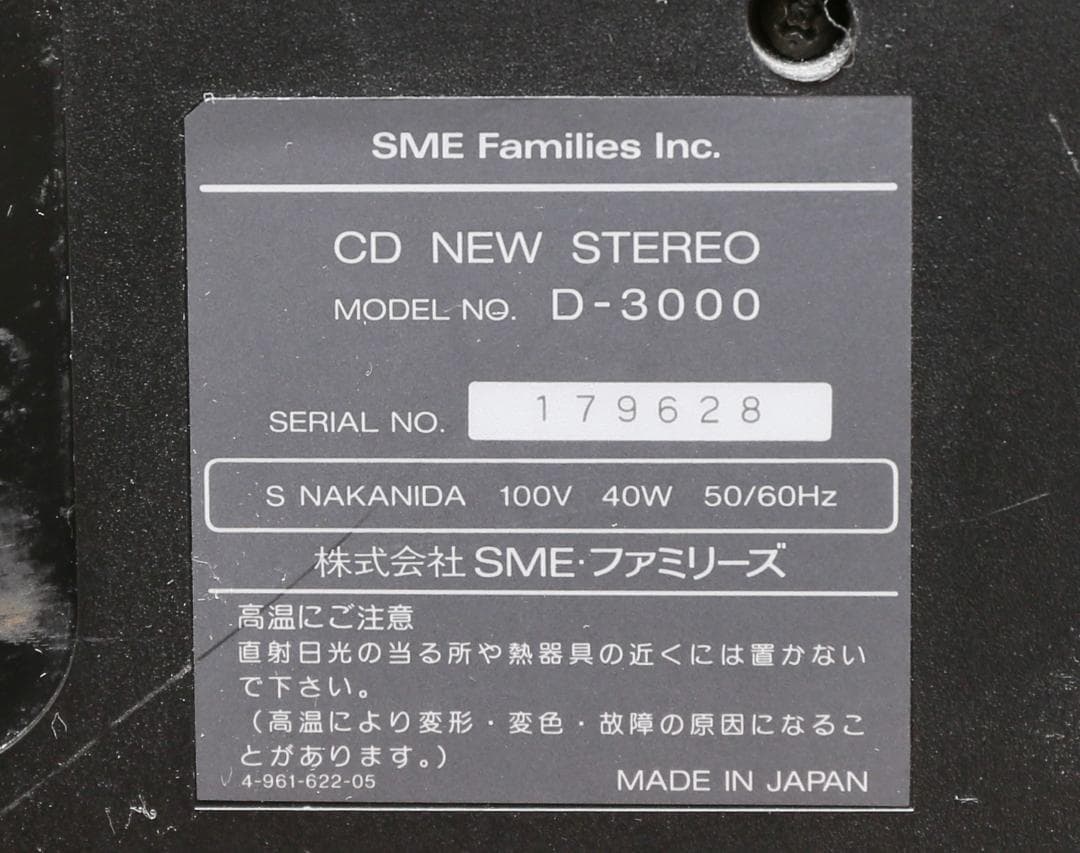 SME Families Inc.
CD NEW STEREO
MODEL NO. D-3000
SERIAL NO. 179628
S NAKANIDA 100V 40W 50/60Hz
株式会社 SME·ファミリーズ
高温にご注意
直射日光の当る所や熱器具の近くには置かない
で下さい。
（高温により変形・変色・故障の原因になるこ
とがあります。）
4-961-622-05
MADE IN JAPAN